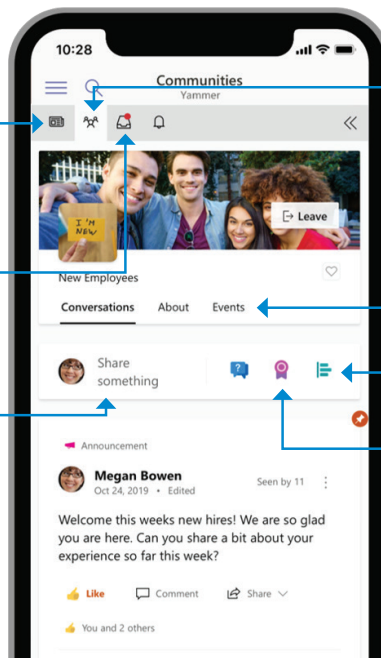 10:28
Communities
Yammer
I'M
NEW
Leave
New Employees
Conversations About Events
Share
something
?
Announcement
Megan Bowen
Oct 24, 2019 • Edited
Seen by 11
Welcome this weeks new hires! We are so glad
you are here. Can you share a bit about your
experience so far this week?
Like Comment Share
You and 2 others